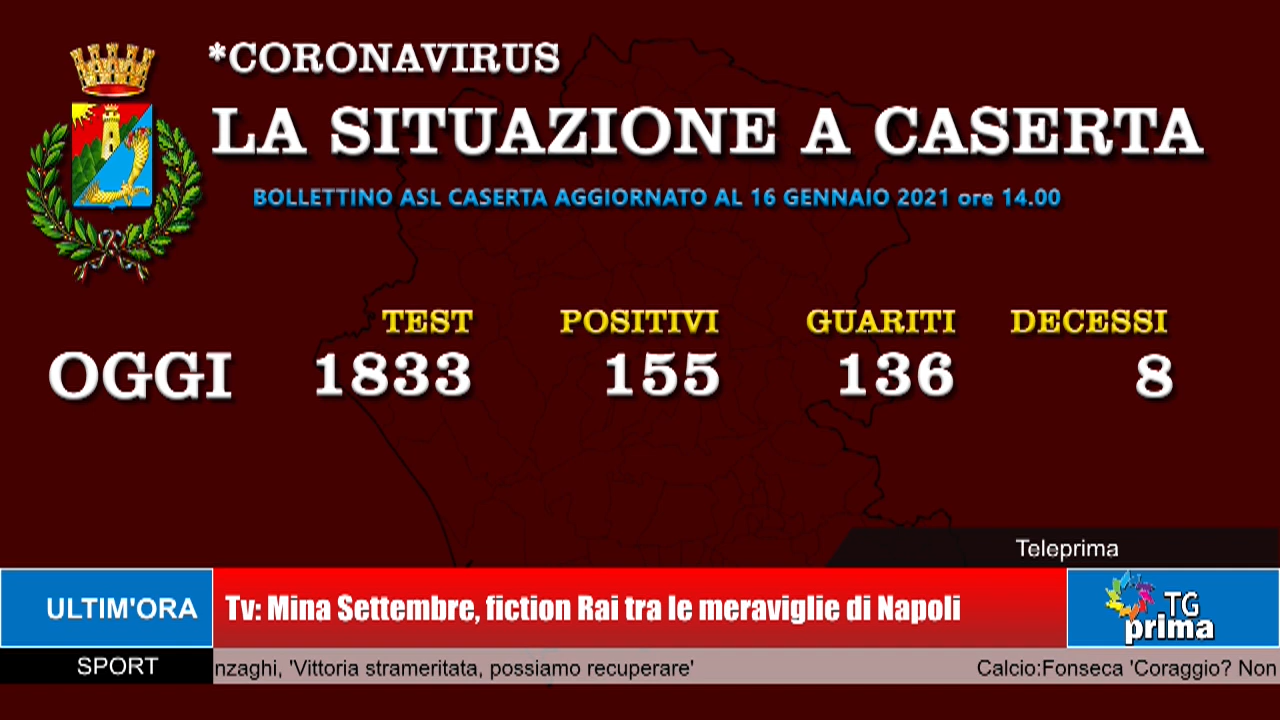 *CORONAVIRUS
LA SITUAZIONE A CASERTA
BOLLETTINO ASL CASERTA AGGIORNATO AL 16 GENNAIO 2021 ore 14.00
TEST POSITIVI GUARITI DECESSI
OGGI 1833 155 136 8
Teleprima
ULTIM'ORA Tv: Mina Settembre, fiction Rai tra le meraviglie di Napoli
TG
prima
SPORT nzaghi, 'Vittoria strameritata, possiamo recuperare' Calcio:Fonseca 'Coraggio? Non